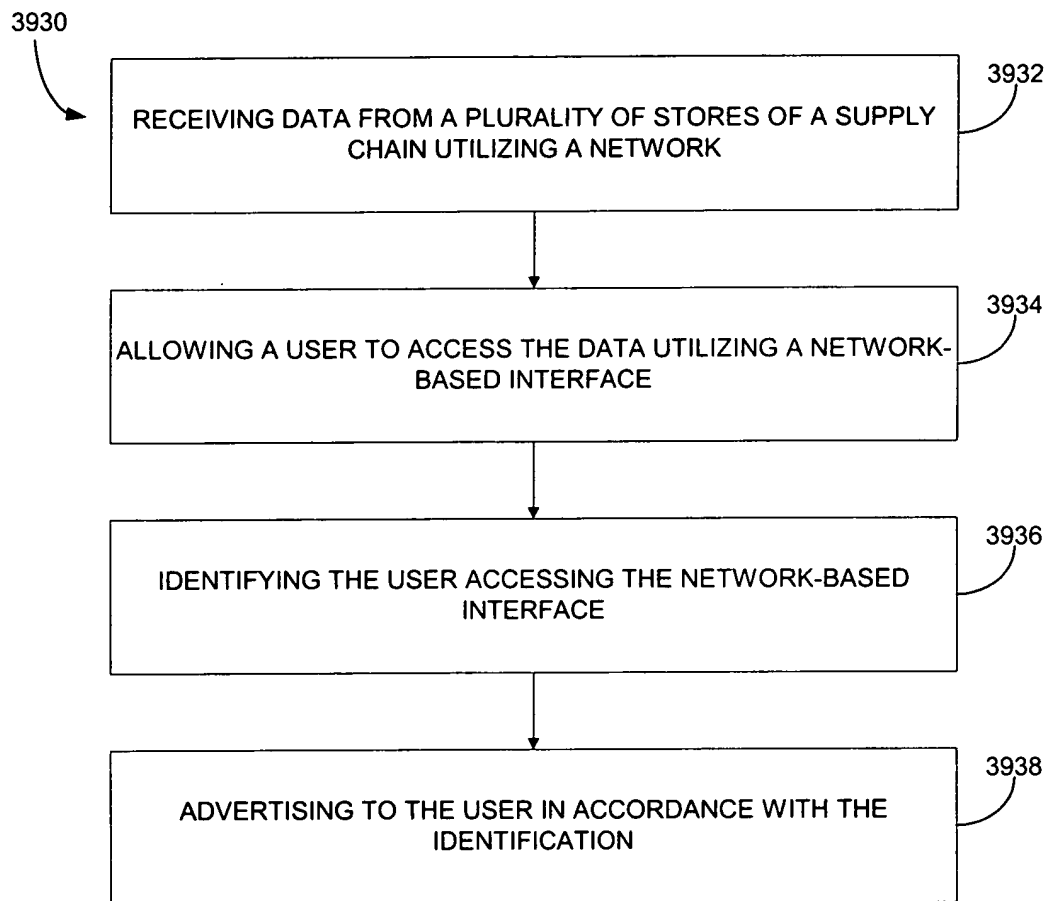 3930
3932
RECEIVING DATA FROM A PLURALITY OF STORES OF A SUPPLY
CHAIN UTILIZING A NETWORK
3934
ALLOWING A USER TO ACCESS THE DATA UTILIZING A NETWORK-
BASED INTERFACE
3936
IDENTIFYING THE USER ACCESSING THE NETWORK-BASED
INTERFACE
3938
ADVERTISING TO THE USER IN ACCORDANCE WITH THE
IDENTIFICATION